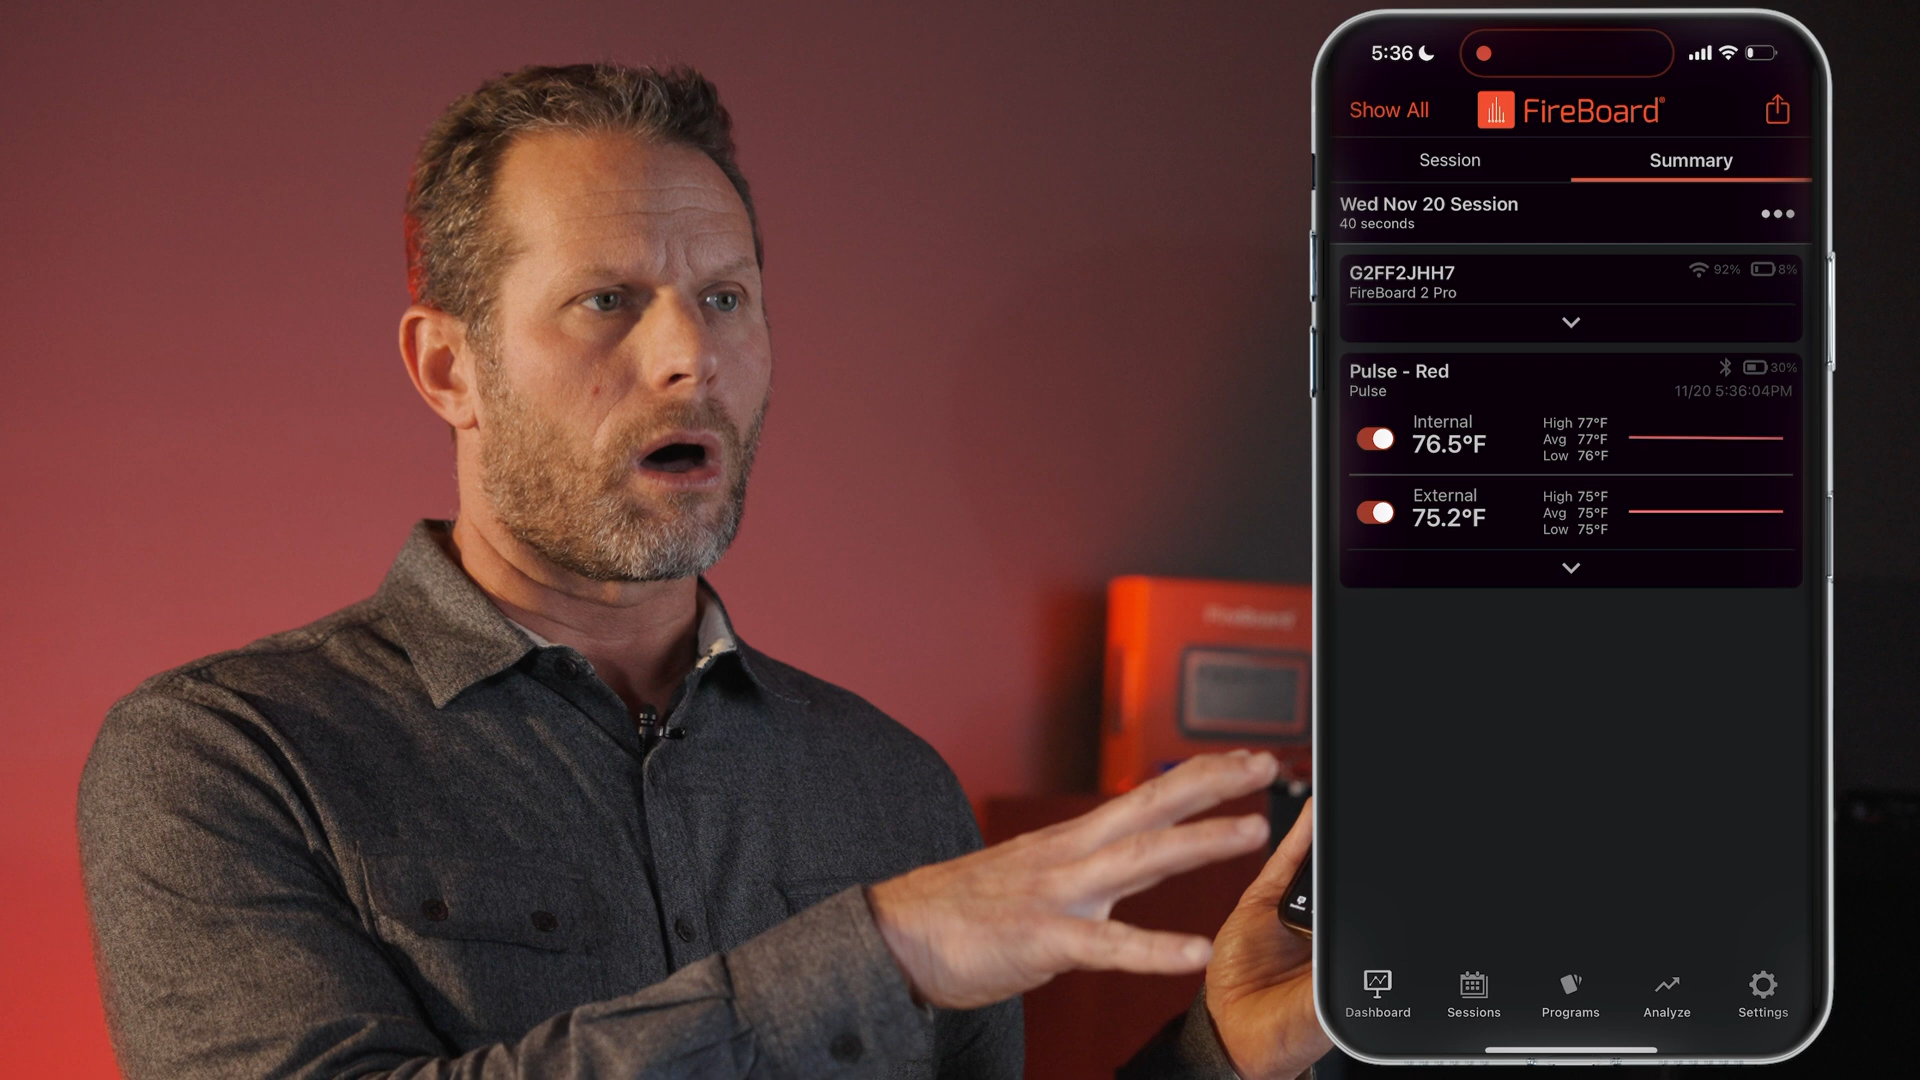 5:36
Show All
FireBoard®
Session
Summary
Wed Nov 20 Session
40 seconds
G2FF2JHH7
92%
8%
FireBoard 2 Pro
Pulse - Red
30%
Pulse
11/20 5:36:04PM
Internal
76.5°F
High 77°F
Avg 77°F
Low 76°F
External
75.2°F
High 75°F
Avg 75°F
Low 75°F
Dashboard
Sessions
Programs
Analyze
Settings
FireBoard